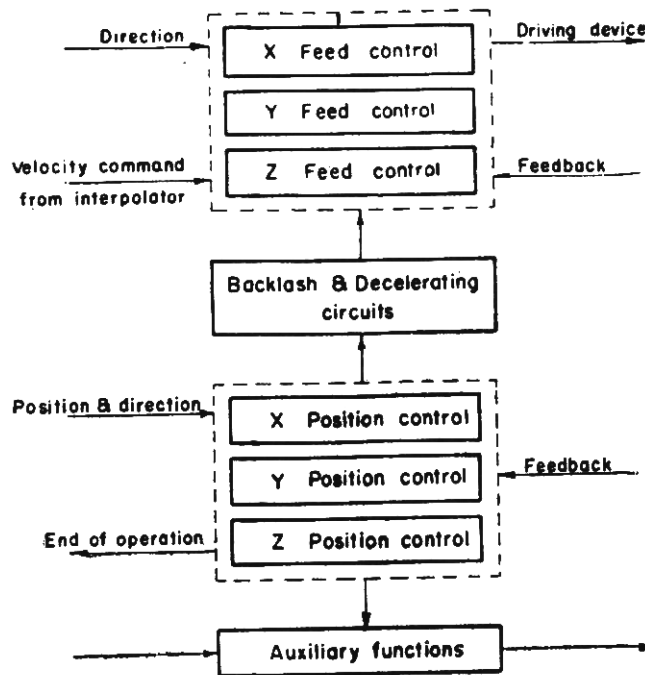 Direction
Driving device
X Feed control
Y Feed control
Velocity command
from interpolator
Z Feed control
Feedback
Backlash & Decelerating
circuits
Position & direction
X Position control
Y Position control
Feedback
End of operation
Z Position control
Auxiliary functions